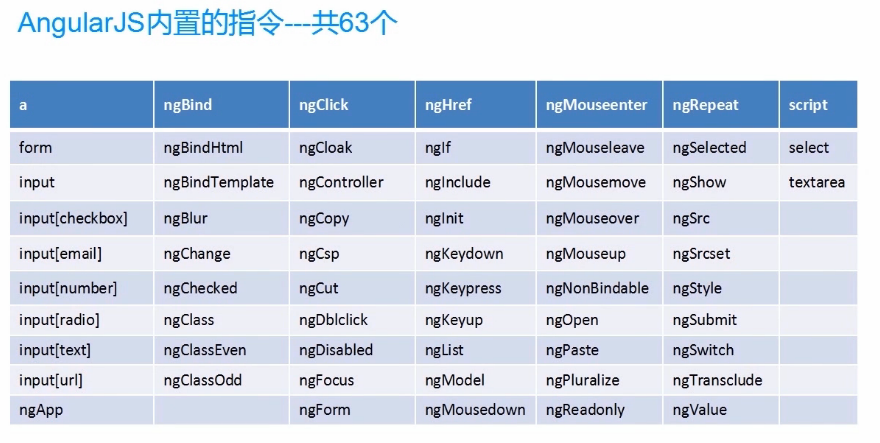 AngularJS内置的指令---共63个
a ngBind ngClick ngHref ngMouseenter ngRepeat script
form ngBindHtml ngCloak ngIf ngMouseleave ngSelected select
input ngBindTemplate ngController ngInclude ngMousemove ngShow textarea
input[checkbox] ngBlur ngCopy ngInit ngMouseover ngSrc
input[email] ngChange ngCsp ngKeydown ngMouseup ngSrcset
input[number] ngChecked ngCut ngKeypress ngNonBindable ngStyle
input[radio] ngClass ngDblclick ngKeyup ngOpen ngSubmit
input[text] ngClassEven ngDisabled ngList ngPaste ngSwitch
input[url] ngClassOdd ngFocus ngModel ngPluralize ngTransclude
ngApp ngForm ngMousedown ngReadonly ngValue